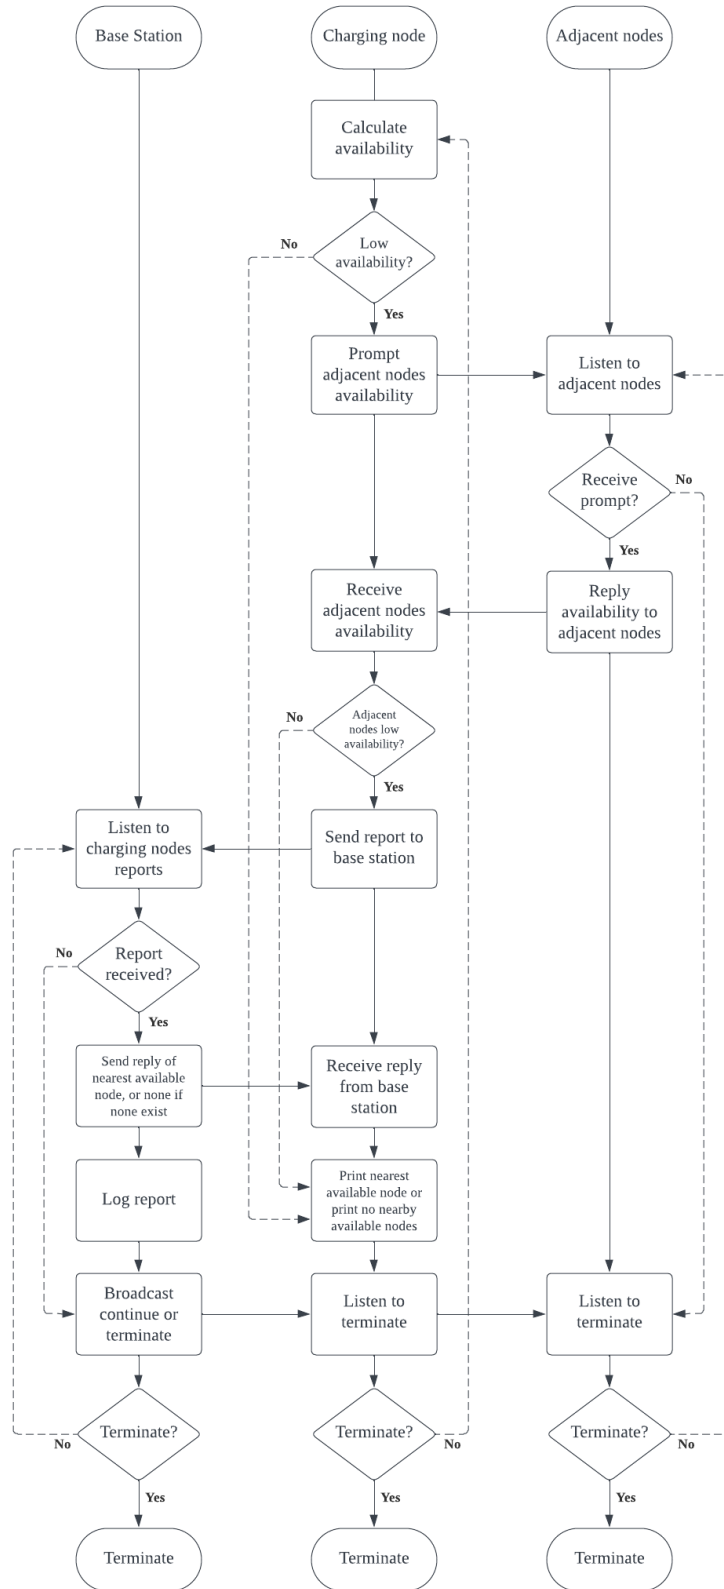 Base Station
Charging node
Adjacent nodes
Calculate
availability
No
Low
availability?
Yes
Prompt
adjacent nodes
availability
Listen to
adjacent nodes
Receive
prompt?
No
Yes
Receive
adjacent nodes
availability
Reply
availability to
adjacent nodes
No
Adjacent
nodes low
availability?
Yes
Listen to
charging nodes
reports
Send report to
base station
No
Report
received?
Yes
Send reply of
nearest available
node, or none if
none exist
Receive reply
from base
station
Log report
Print nearest
available node or
print no nearby
available nodes
Broadcast
continue or
terminate
Listen to
terminate
Listen to
terminate
Terminate?
No
Yes
Terminate?
No
Yes
Terminate?
No
Yes
Terminate
Terminate
Terminate